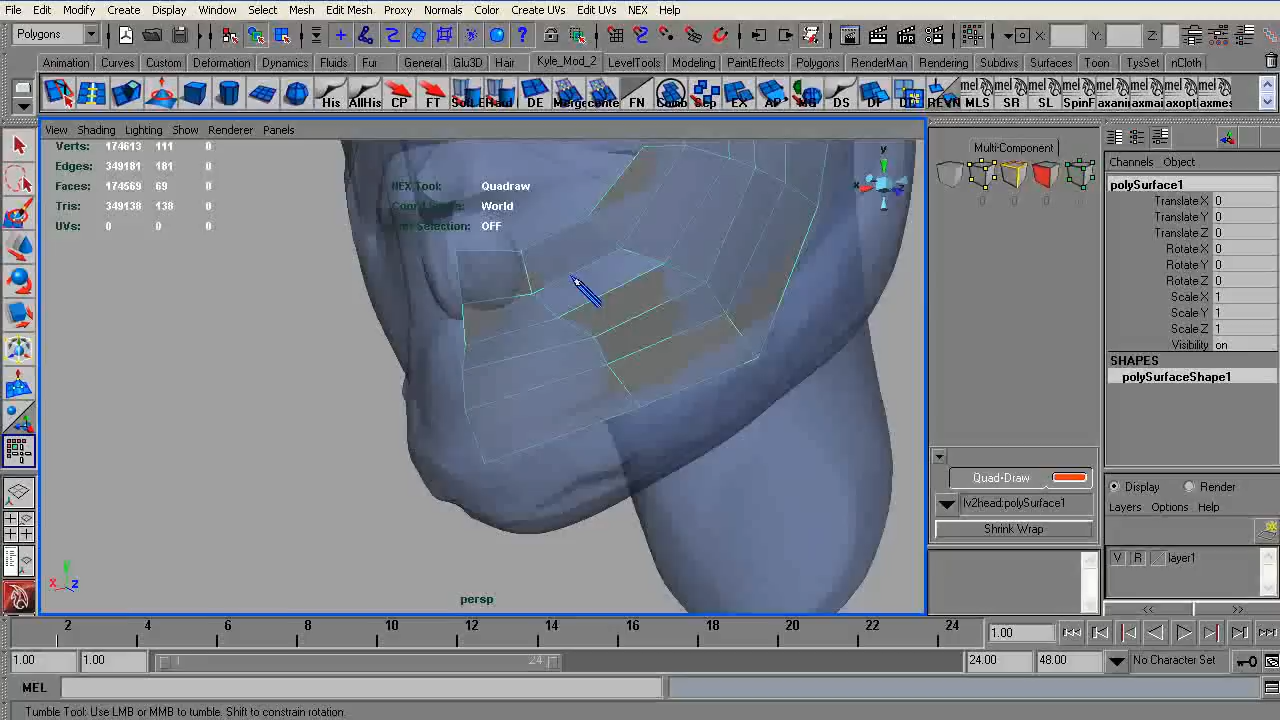 File Edit Modify Create Display Window Select Mesh Edit Mesh Proxy Normals Color Create UVs Edit UVs NEX Help
Polygons X: Y: Z:
Animation Curves Custom Deformation Dynamics Fluids Fur General Glu3D Hair Kyle_Mod_2 LevelTools Modeling PaintEffects Polygons RenderMan Rendering Subdivs Surfaces Toon TysSet nCloth
His AllHis CP FT DE FN Sep EX AP DS DF REVN MLS SR SL SpinF
View Shading Lighting Show Renderer Panels
Verts: 174613 111 0
Edges: 349181 181 0
Faces: 174569 69 0
Tris: 349138 138 0
UVs: 0 0 0
NEX Tool: Quadraw
World
OFF
y
x
z
persp
Y
X
Z
Multi-Component
0 0 0 0
Quad-Draw
lv2head:polySurface1
Shrink Wrap
Channels Object
polySurface1
Translate X 0
Translate Y 0
Translate Z 0
Rotate X 0
Rotate Y 0
Rotate Z 0
Scale X 1
Scale Y 1
Scale Z 1
Visibility on
SHAPES
polySurfaceShape1
Display Render
Layers Options Help
V R layer1
<< >>
2 4 6 8 10 12 14 16 18 20 22 24 1.00
1.00 1.00 1 24 24.00 48.00 No Character Set
MEL
Tumble Tool: Use LMB or MMB to tumble. Shift to constrain rotation.